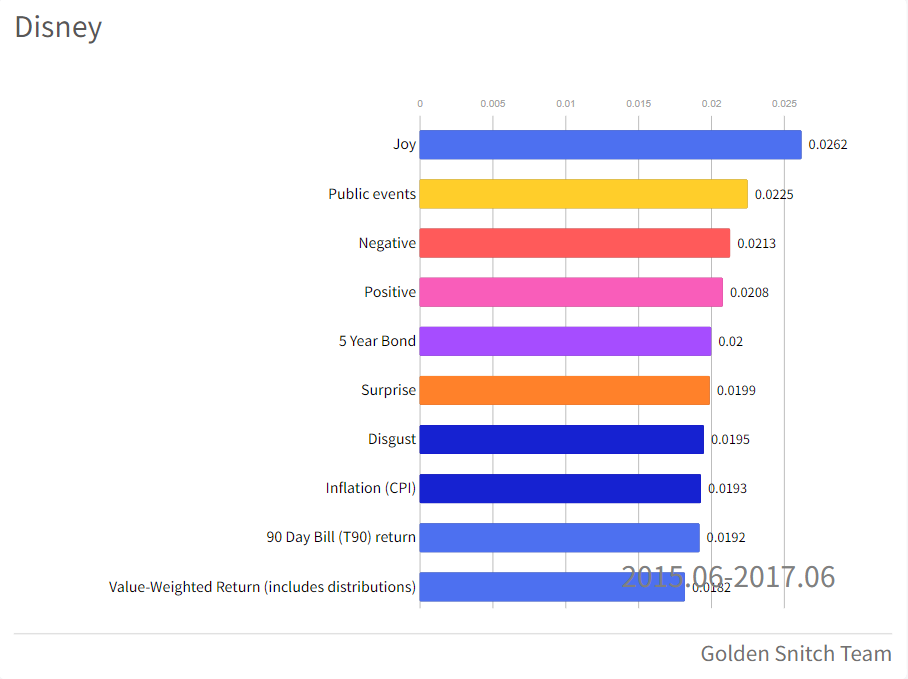 Disney
0 0.005 0.01 0.015 0.02 0.025
Joy 0.0262
Public events 0.0225
Negative 0.0213
Positive 0.0208
5 Year Bond 0.02
Surprise 0.0199
Disgust 0.0195
Inflation (CPI) 0.0193
90 Day Bill (T90) return 0.0192
2015.06-2017.06
Value-Weighted Return (includes distributions) 0.0182
Golden Snitch Team